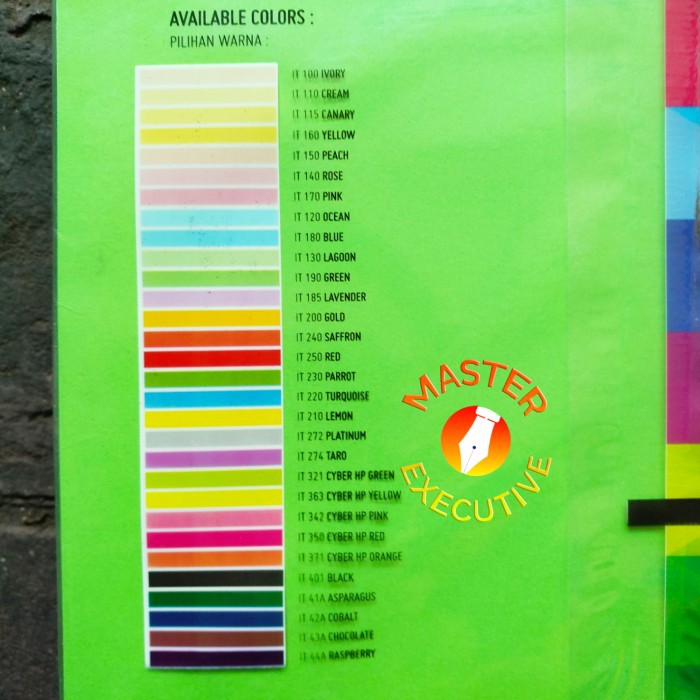 AVAILABLE COLORS :
PILIHAN WARNA :
IT 100 IVORY
IT 110 CREAM
IT 115 CANARY
IT 160 YELLOW
IT 150 PEACH
IT 140 ROSE
IT 170 PINK
IT 120 OCEAN
IT 180 BLUE
IT 130 LAGOON
IT 190 GREEN
IT 185 LAVENDER
IT 200 GOLD
IT 240 SAFFRON
IT 250 RED
IT 230 PARROT
IT 220 TURQUOISE
IT 210 LEMON
IT 272 PLATINUM
IT 274 TARO
IT 321 CYBER HP GREEN
IT 363 CYBER HP YELLOW
IT 342 CYBER HP PINK
IT 350 CYBER HP RED
IT 371 CYBER HP ORANGE
IT 401 BLACK
IT 41A ASPARAGUS
IT 42A COBALT
IT 43A CHOCOLATE
IT 44A RASPBERRY
MASTER
EXECUTIVE